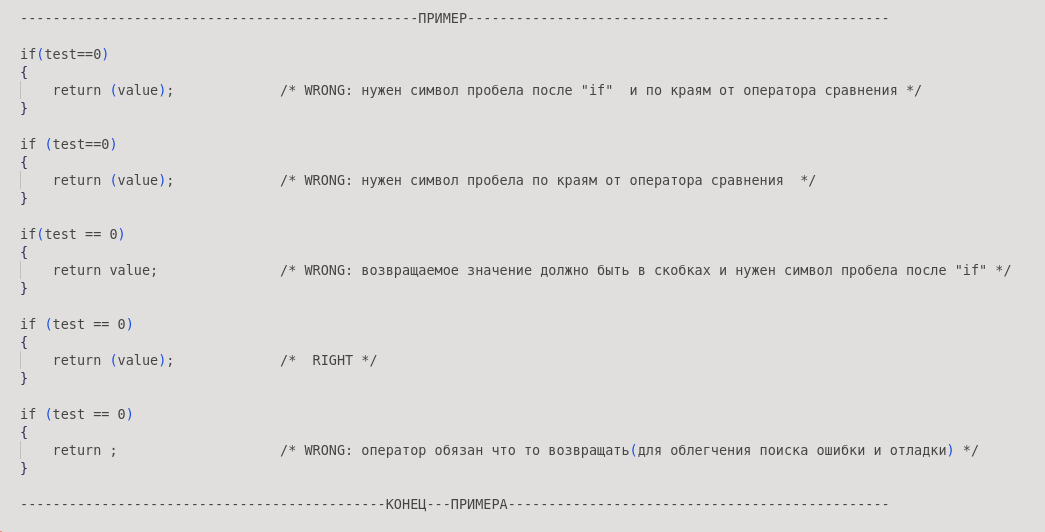 -------------------------------------------------ПРИМЕР----------------------------------------------------
if(test==0)
{
    return (value);             /* WRONG: нужен символ пробела после "if"  и по краям от оператора сравнения */
}
if (test==0)
{
    return (value);             /* WRONG: нужен символ пробела по краям от оператора сравнения  */
}
if(test == 0)
{
    return value;               /* WRONG: возвращаемое значение должно быть в скобках и нужен символ пробела после "if" */
}
if (test == 0)
{
    return (value);             /*  RIGHT */
}
if (test == 0)
{
    return ;                    /* WRONG: оператор обязан что то возвращать(для облегчения поиска ошибки и отладки) */
}
---------------------------------------------КОНЕЦ---ПРИМЕРА-----------------------------------------------